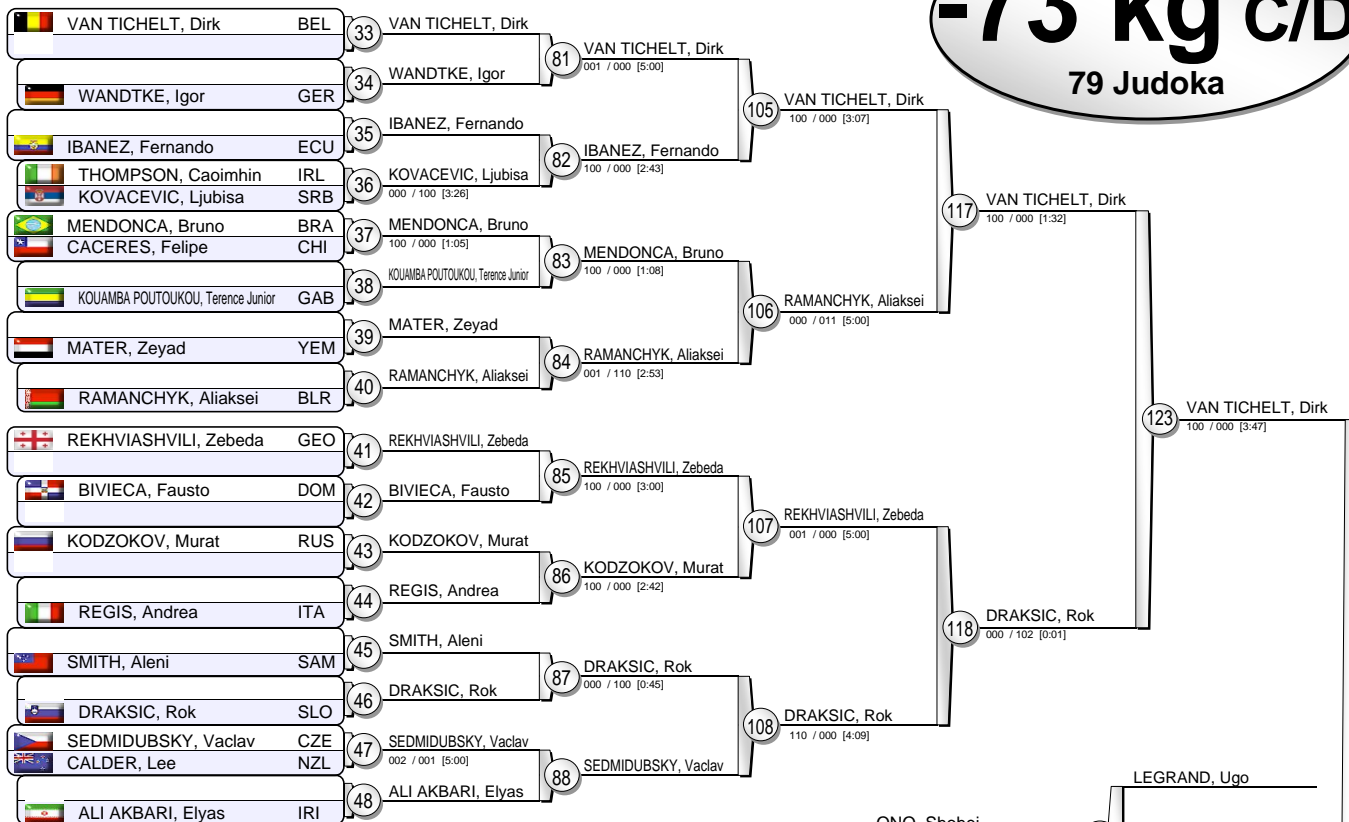 -73 kg C/D
79 Judoka
VAN TICHELT, Dirk BEL
WANDTKE, Igor GER
IBANEZ, Fernando ECU
THOMPSON, Caoimhin IRL
KOVACEVIC, Ljubisa SRB
MENDONCA, Bruno BRA
CACERES, Felipe CHI
KOUAMBA POUTOUKOU, Terence Junior GAB
MATER, Zeyad YEM
RAMANCHYK, Aliaksei BLR
REKHVIASHVILI, Zebeda GEO
BIVIECA, Fausto DOM
KODZOKOV, Murat RUS
REGIS, Andrea ITA
SMITH, Aleni SAM
DRAKSIC, Rok SLO
SEDMIDUBSKY, Vaclav CZE
CALDER, Lee NZL
ALI AKBARI, Elyas IRI
33 VAN TICHELT, Dirk
34 WANDTKE, Igor
35 IBANEZ, Fernando
36 KOVACEVIC, Ljubisa
000 / 100 [3:26]
37 MENDONCA, Bruno
100 / 000 [1:05]
38 KOUAMBA POUTOUKOU, Terence Junior
39 MATER, Zeyad
40 RAMANCHYK, Aliaksei
41 REKHVIASHVILI, Zebeda
42 BIVIECA, Fausto
43 KODZOKOV, Murat
44 REGIS, Andrea
45 SMITH, Aleni
46 DRAKSIC, Rok
47 SEDMIDUBSKY, Vaclav
002 / 001 [5:00]
48 ALI AKBARI, Elyas
81 VAN TICHELT, Dirk
001 / 000 [5:00]
82 IBANEZ, Fernando
100 / 000 [2:43]
83 MENDONCA, Bruno
100 / 000 [1:08]
84 RAMANCHYK, Aliaksei
001 / 110 [2:53]
85 REKHVIASHVILI, Zebeda
100 / 000 [3:00]
86 KODZOKOV, Murat
100 / 000 [2:42]
87 DRAKSIC, Rok
000 / 100 [0:45]
88 SEDMIDUBSKY, Vaclav
105 VAN TICHELT, Dirk
100 / 000 [3:07]
106 RAMANCHYK, Aliaksei
000 / 011 [5:00]
107 REKHVIASHVILI, Zebeda
001 / 000 [5:00]
108 DRAKSIC, Rok
110 / 000 [4:09]
117 VAN TICHELT, Dirk
100 / 000 [1:32]
118 DRAKSIC, Rok
000 / 102 [0:01]
123 VAN TICHELT, Dirk
100 / 000 [3:47]
LEGRAND, Ugo
ONO, Shohei